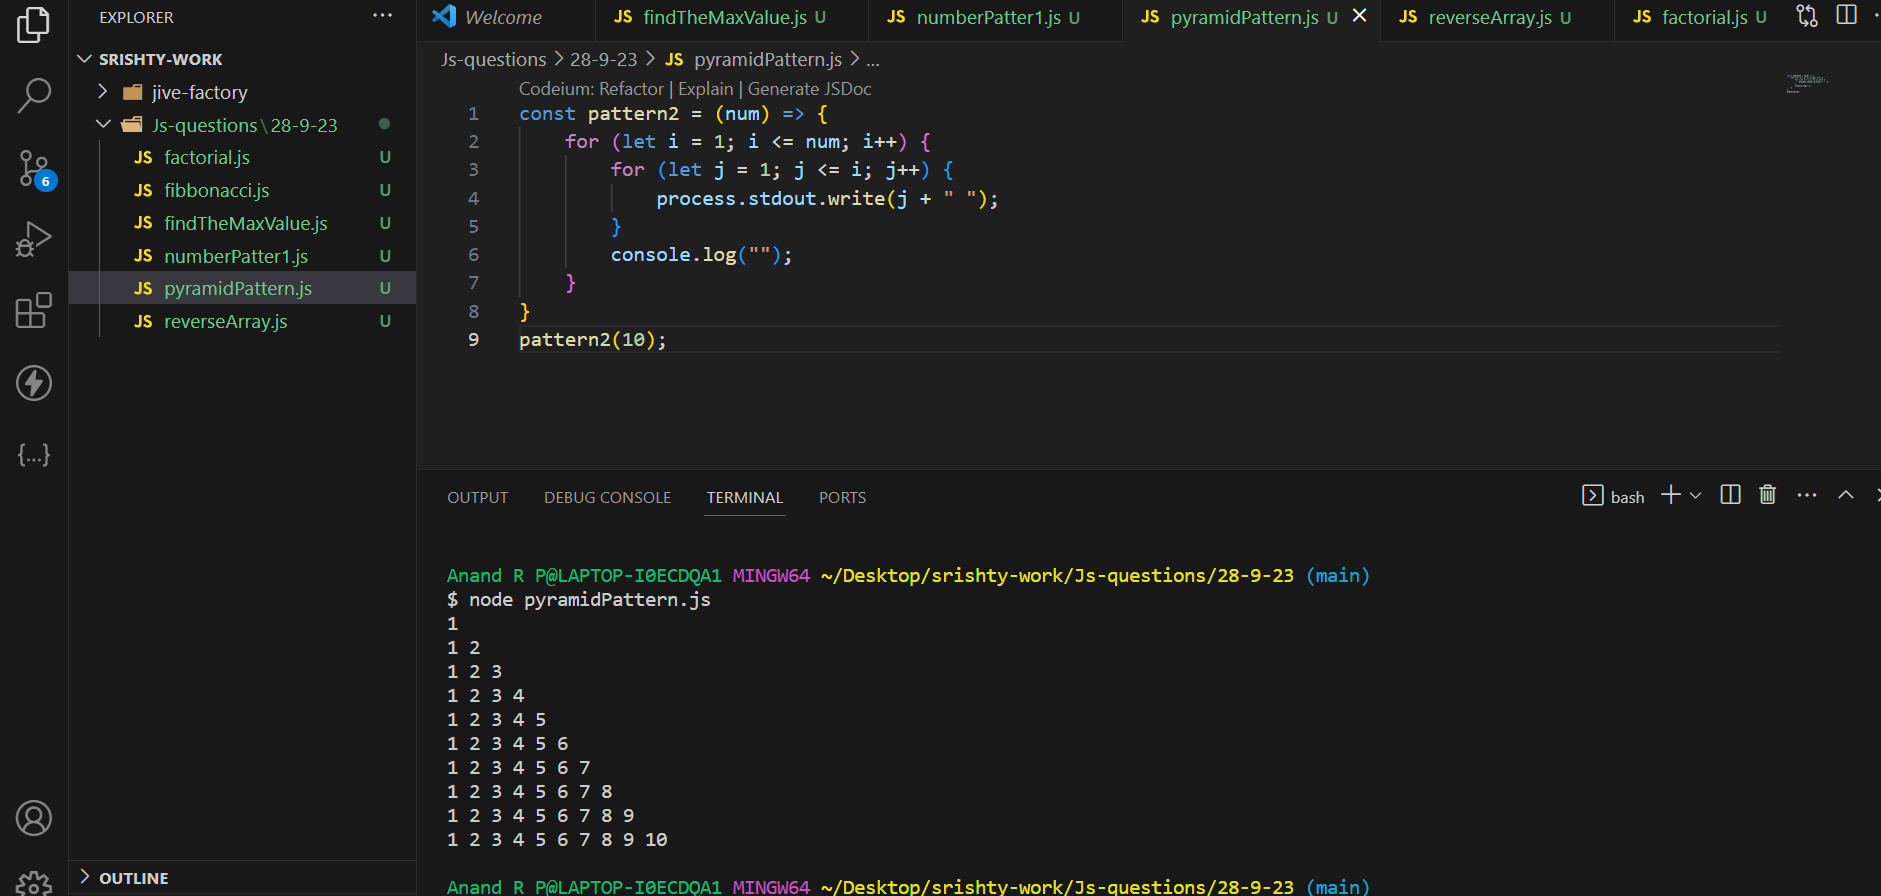 EXPLORER ...
SRISHTY-WORK
jive-factory
Js-questions\28-9-23
JS factorial.js U
JS fibbonacci.js U
JS findTheMaxValue.js U
JS numberPatter1.js U
JS pyramidPattern.js U
JS reverseArray.js U
6
{...}
OUTLINE
Welcome JS findTheMaxValue.js U JS numberPatter1.js U JS pyramidPattern.js U JS reverseArray.js U JS factorial.js U
Js-questions > 28-9-23 > JS pyramidPattern.js > ...
Codeium: Refactor | Explain | Generate JSDoc
1 const pattern2 = (num) => {
2 for (let i = 1; i <= num; i++) {
3 for (let j = 1; j <= i; j++) {
4 process.stdout.write(j + " ");
5 }
6 console.log("");
7 }
8 }
9 pattern2(10);
OUTPUT DEBUG CONSOLE TERMINAL PORTS bash
Anand R P@LAPTOP-I0ECDQA1 MINGW64 ~/Desktop/srishty-work/Js-questions/28-9-23 (main)
$ node pyramidPattern.js
1
1 2
1 2 3
1 2 3 4
1 2 3 4 5
1 2 3 4 5 6
1 2 3 4 5 6 7
1 2 3 4 5 6 7 8
1 2 3 4 5 6 7 8 9
1 2 3 4 5 6 7 8 9 10
Anand R P@LAPTOP-I0ECDQA1 MINGW64 ~/Desktop/srishty-work/Js-questions/28-9-23 (main)